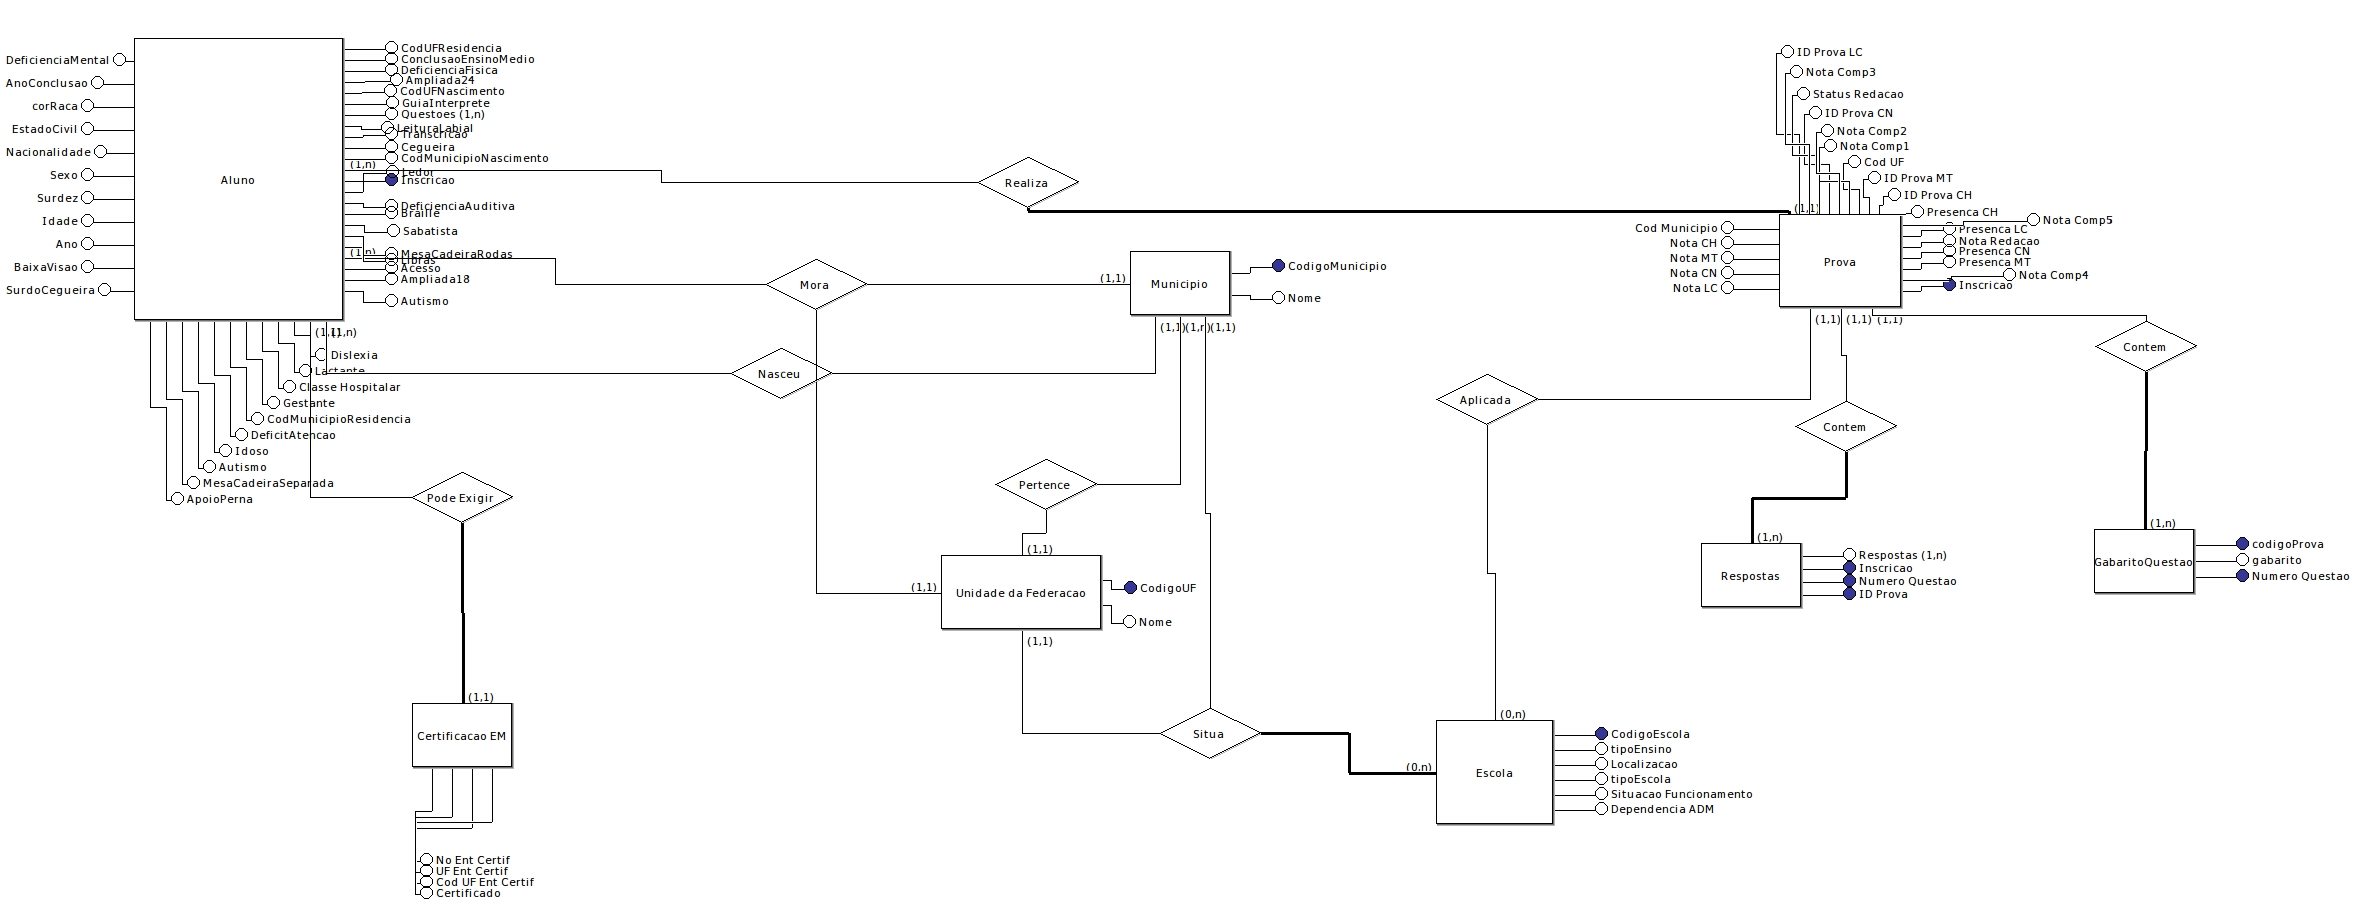 DeficienciaMental
AnoConclusao
corRaca
EstadoCivil
Nacionalidade
Sexo
Surdez
Idade
Ano
BaixaVisao
SurdoCegueira
Aluno
CodUFResidencia
ConclusaoEnsinoMedio
DeficienciaFisica
Ampliada24
CodUFNascimento
GuiaInterprete
Questoes (1,n)
LeituraLabial
Transcricao
Cegueira
CodMunicipioNascimento
(1,n)
Ledor
Inscricao
DeficienciaAuditiva
Braille
Sabatista
(1,n)
MesaCadeiraRodas
Libras
Acesso
Ampliada18
Autismo
(1,1)
(1,n)
Dislexia
Lactante
Classe Hospitalar
Gestante
CodMunicipioResidencia
DeficitAtencao
Idoso
Autismo
MesaCadeiraSeparada
ApoioPerna
Realiza
Mora
Nasceu
Pode Exigir
(1,1)
Certificacao EM
No Ent Certif
UF Ent Certif
Cod UF Ent Certif
Certificado
(1,1)
Municipio
CodigoMunicipio
Nome
(1,1)
(1,n)
(1,1)
Pertence
(1,1)
(1,1)
Unidade da Federacao
CodigoUF
Nome
(1,1)
Situa
(0,n)
(0,n)
Escola
CodigoEscola
tipoEnsino
Localizacao
tipoEscola
Situacao Funcionamento
Dependencia ADM
Aplicada
ID Prova LC
Nota Comp3
Status Redacao
ID Prova CN
Nota Comp2
Nota Comp1
Cod UF
ID Prova MT
ID Prova CH
(1,1)
Presenca CH
Nota Comp5
Presenca LC
Nota Redacao
Presenca CN
Presenca MT
Nota Comp4
Inscricao
Cod Municipio
Nota CH
Nota MT
Nota CN
Nota LC
Prova
(1,1)
(1,1)
(1,1)
Contem
Contem
(1,n)
Respostas
Respostas (1,n)
Inscricao
Numero Questao
ID Prova
(1,n)
GabaritoQuestao
codigoProva
gabarito
Numero Questao